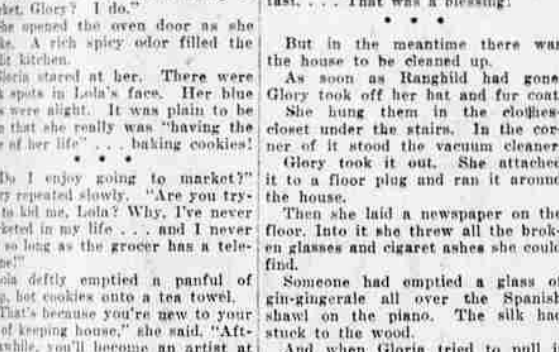 Glory? I do."
She opened the oven door as she
A rich spicy odor filled the
kitchen.
Gloria stared at her. There were
spots in Lola's face. Her blue
were alight. It was plain to be
that she really was "having the
of her life" . . . baking cookies!
* * *
Do I enjoy going to market?"
repeated slowly. "Are you try-
to kid me, Lola? Why, I've never
keted in my life . . . and I never
so long as the grocer has a tele-
deftly emptied a panful of
hot cookies onto a tea towel.
That's because you're new to your
of keeping house," she said. "Aft-
awhile, you'll become an artist at
. . . That was a blessing!
* * *
But in the meantime there was
the house to be cleaned up.
As soon as Ranghild had gone
Glory took off her hat and fur coat
She hung them in the clothes-
closet under the stairs. In the cor-
ner of it stood the vacuum cleaner
Glory took it out. She attached
it to a floor plug and ran it around
the house.
Then she laid a newspaper on the
floor. Into it she threw all the brok-
en glasses and cigaret ashes she could
find.
Someone had emptied a glass of
gin-gingerale all over the Spanish
shawl on the piano. The silk had
stuck to the wood.
And when Gloria tried to pull